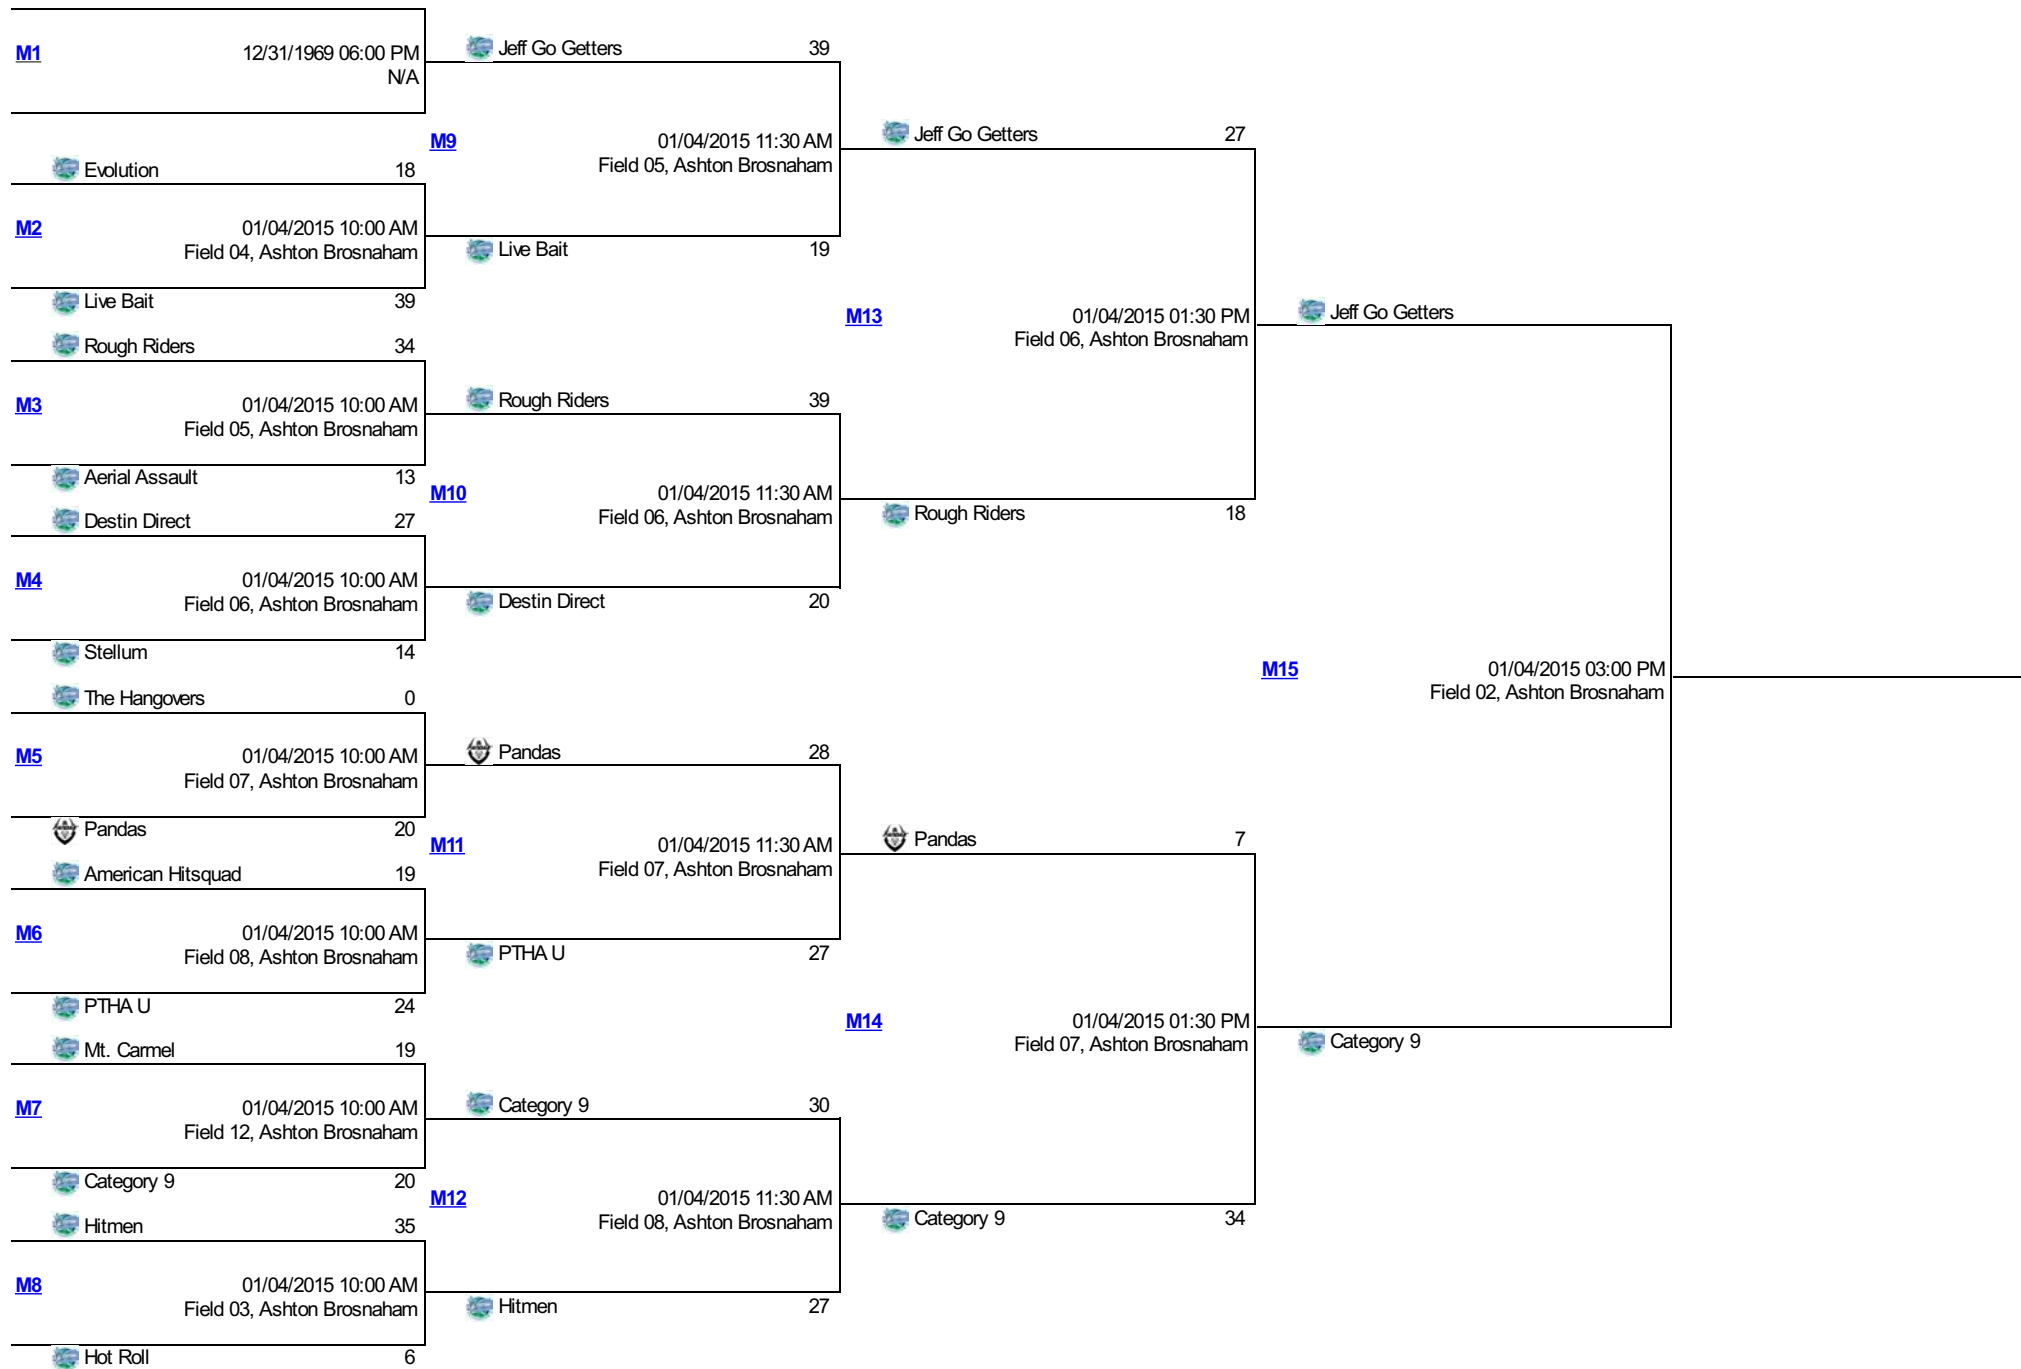 M1
12/31/1969 06:00 PM
N/A
Evolution 18
M2
01/04/2015 10:00 AM
Field 04, Ashton Brosnaham
Live Bait 39
Rough Riders 34
M3
01/04/2015 10:00 AM
Field 05, Ashton Brosnaham
Aerial Assault 13
Destin Direct 27
M4
01/04/2015 10:00 AM
Field 06, Ashton Brosnaham
Stellum 14
The Hangovers 0
M5
01/04/2015 10:00 AM
Field 07, Ashton Brosnaham
Pandas 20
American Hitsquad 19
M6
01/04/2015 10:00 AM
Field 08, Ashton Brosnaham
PTHA U 24
Mt. Carmel 19
M7
01/04/2015 10:00 AM
Field 12, Ashton Brosnaham
Category 9 20
Hitmen 35
M8
01/04/2015 10:00 AM
Field 03, Ashton Brosnaham
Hot Roll 6
Jeff Go Getters 39
M9
01/04/2015 11:30 AM
Field 05, Ashton Brosnaham
Live Bait 19
Rough Riders 39
M10
01/04/2015 11:30 AM
Field 06, Ashton Brosnaham
Destin Direct 20
Pandas 28
M11
01/04/2015 11:30 AM
Field 07, Ashton Brosnaham
PTHA U 27
Category 9 30
M12
01/04/2015 11:30 AM
Field 08, Ashton Brosnaham
Hitmen 27
Jeff Go Getters 27
M13
01/04/2015 01:30 PM
Field 06, Ashton Brosnaham
Rough Riders 18
Pandas 7
M14
01/04/2015 01:30 PM
Field 07, Ashton Brosnaham
Category 9 34
Jeff Go Getters
M15
01/04/2015 03:00 PM
Field 02, Ashton Brosnaham
Category 9